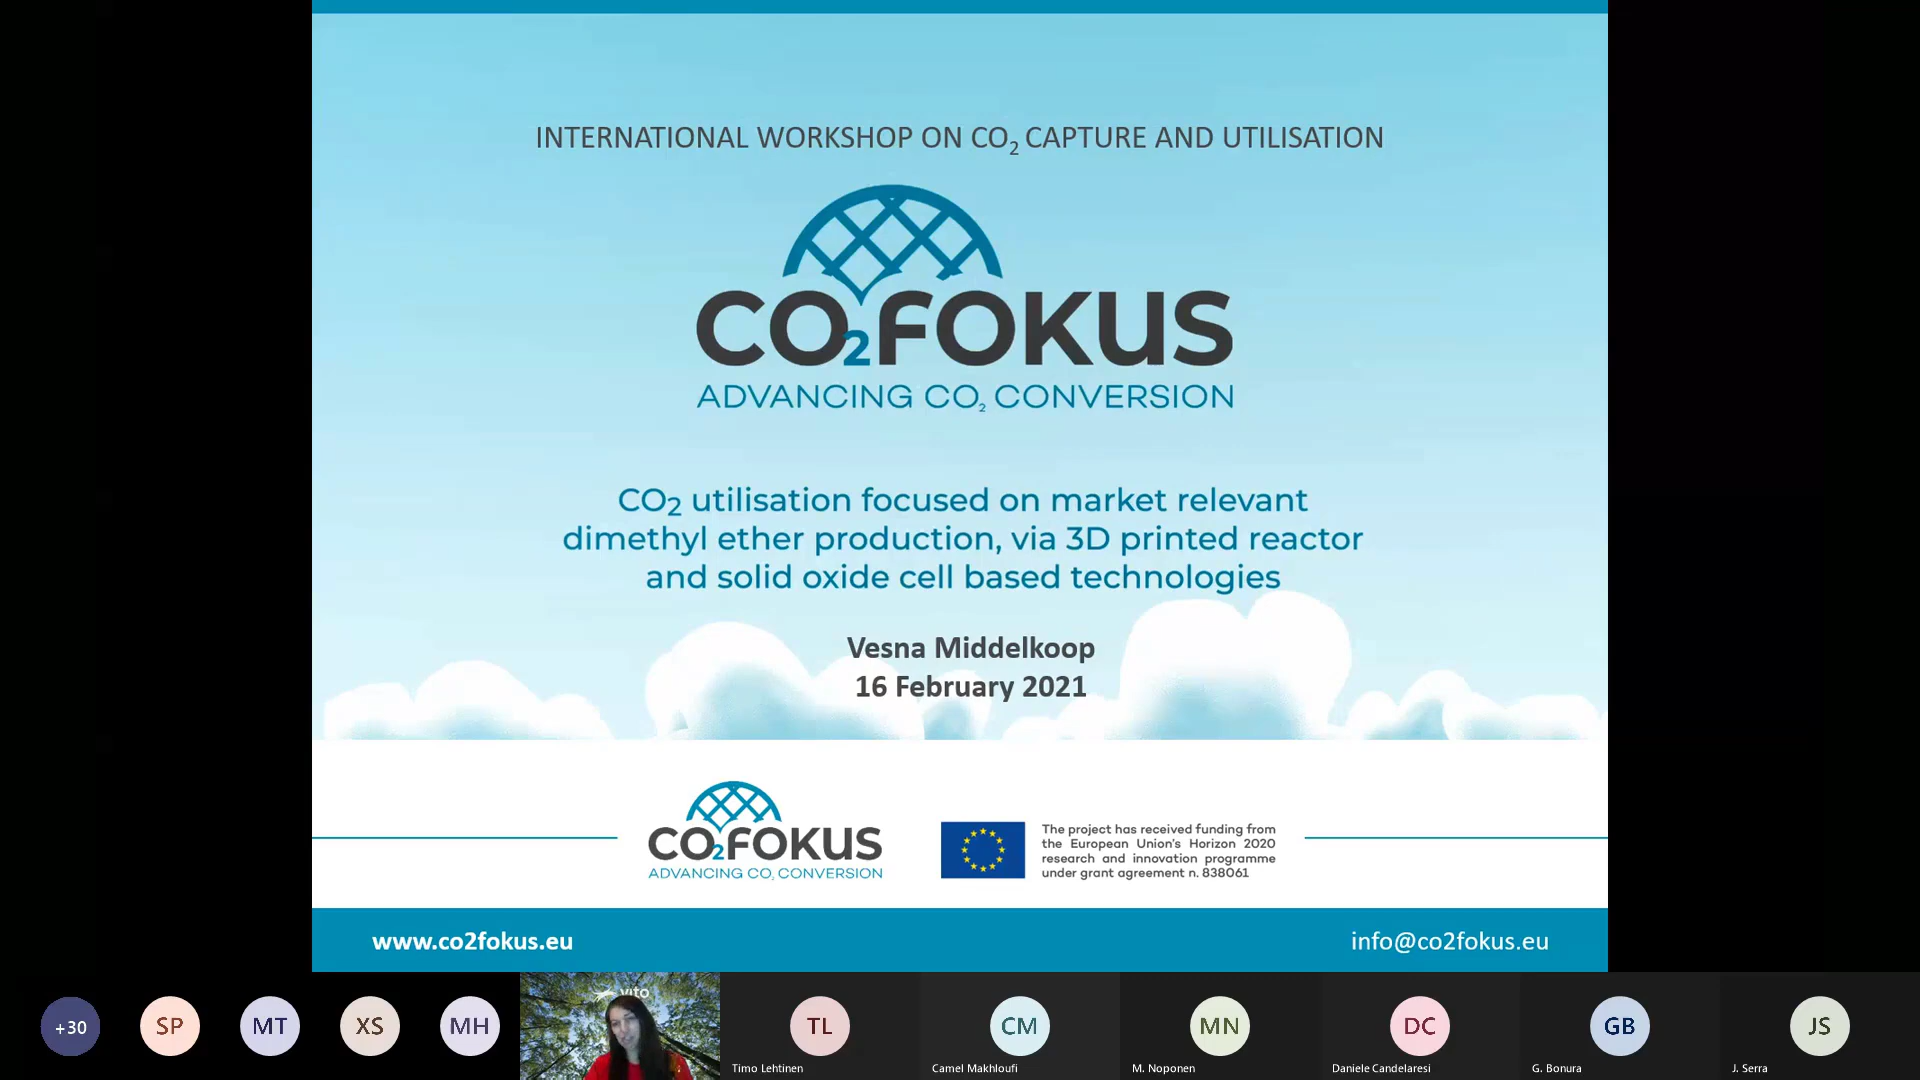 INTERNATIONAL WORKSHOP ON CO₂ CAPTURE AND UTILISATION
CO₂FOKUS
ADVANCING CO₂ CONVERSION
CO₂ utilisation focused on market relevant
dimethyl ether production, via 3D printed reactor
and solid oxide cell based technologies
Vesna Middelkoop
16 February 2021
CO₂FOKUS
ADVANCING CO₂ CONVERSION
The project has received funding from
the European Union's Horizon 2020
research and innovation programme
under grant agreement n. 838061
www.co2fokus.eu
info@co2fokus.eu
+30
SP
MT
XS
MH
vito
TL
Timo Lehtinen
CM
Camel Makhloufi
MN
M. Noponen
DC
Daniele Candelaresi
GB
G. Bonura
JS
J. Serra